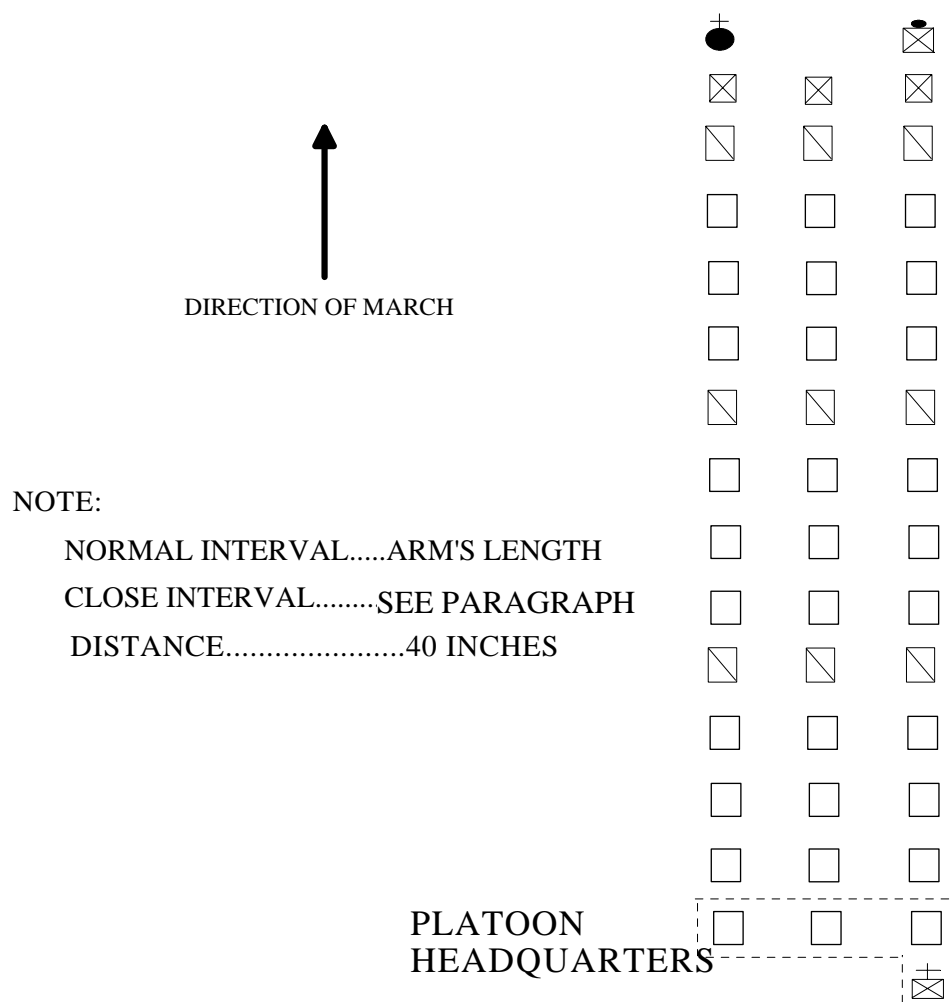 DIRECTION OF MARCH
NOTE:
NORMAL INTERVAL.....ARM'S LENGTH
CLOSE INTERVAL........SEE PARAGRAPH
DISTANCE......................40 INCHES
PLATOON
HEADQUARTERS